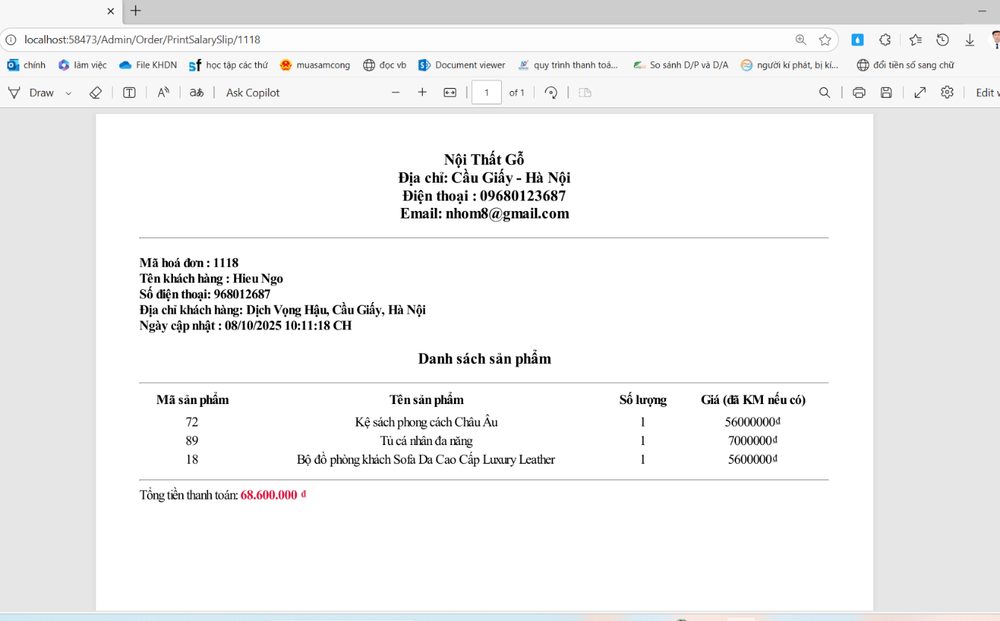 localhost:58473/Admin/Order/PrintSalarySlip/1118
chính làm việc File KHDN học tập các thứ muasamcong đọc vb Document viewer quy trình thanh toá... So sánh D/P và D/A người kí phát, bị kí... đổi tiền số sang chữ
Draw Ask Copilot 1 of 1 Edit
Nội Thất Gỗ
Địa chỉ: Cầu Giấy - Hà Nội
Điện thoại : 09680123687
Email: nhom8@gmail.com
Mã hoá đơn : 1118
Tên khách hàng : Hieu Ngo
Số điện thoại: 968012687
Địa chỉ khách hàng: Dịch Vọng Hậu, Cầu Giấy, Hà Nội
Ngày cập nhật : 08/10/2025 10:11:18 CH
Danh sách sản phẩm
Mã sản phẩm Tên sản phẩm Số lượng Giá (đã KM nếu có)
72 Kệ sách phong cách Châu Âu 1 56000000₫
89 Tủ cá nhân đa năng 1 7000000₫
18 Bộ đồ phòng khách Sofa Da Cao Cấp Luxury Leather 1 5600000₫
Tổng tiền thanh toán: 68.600.000 ₫